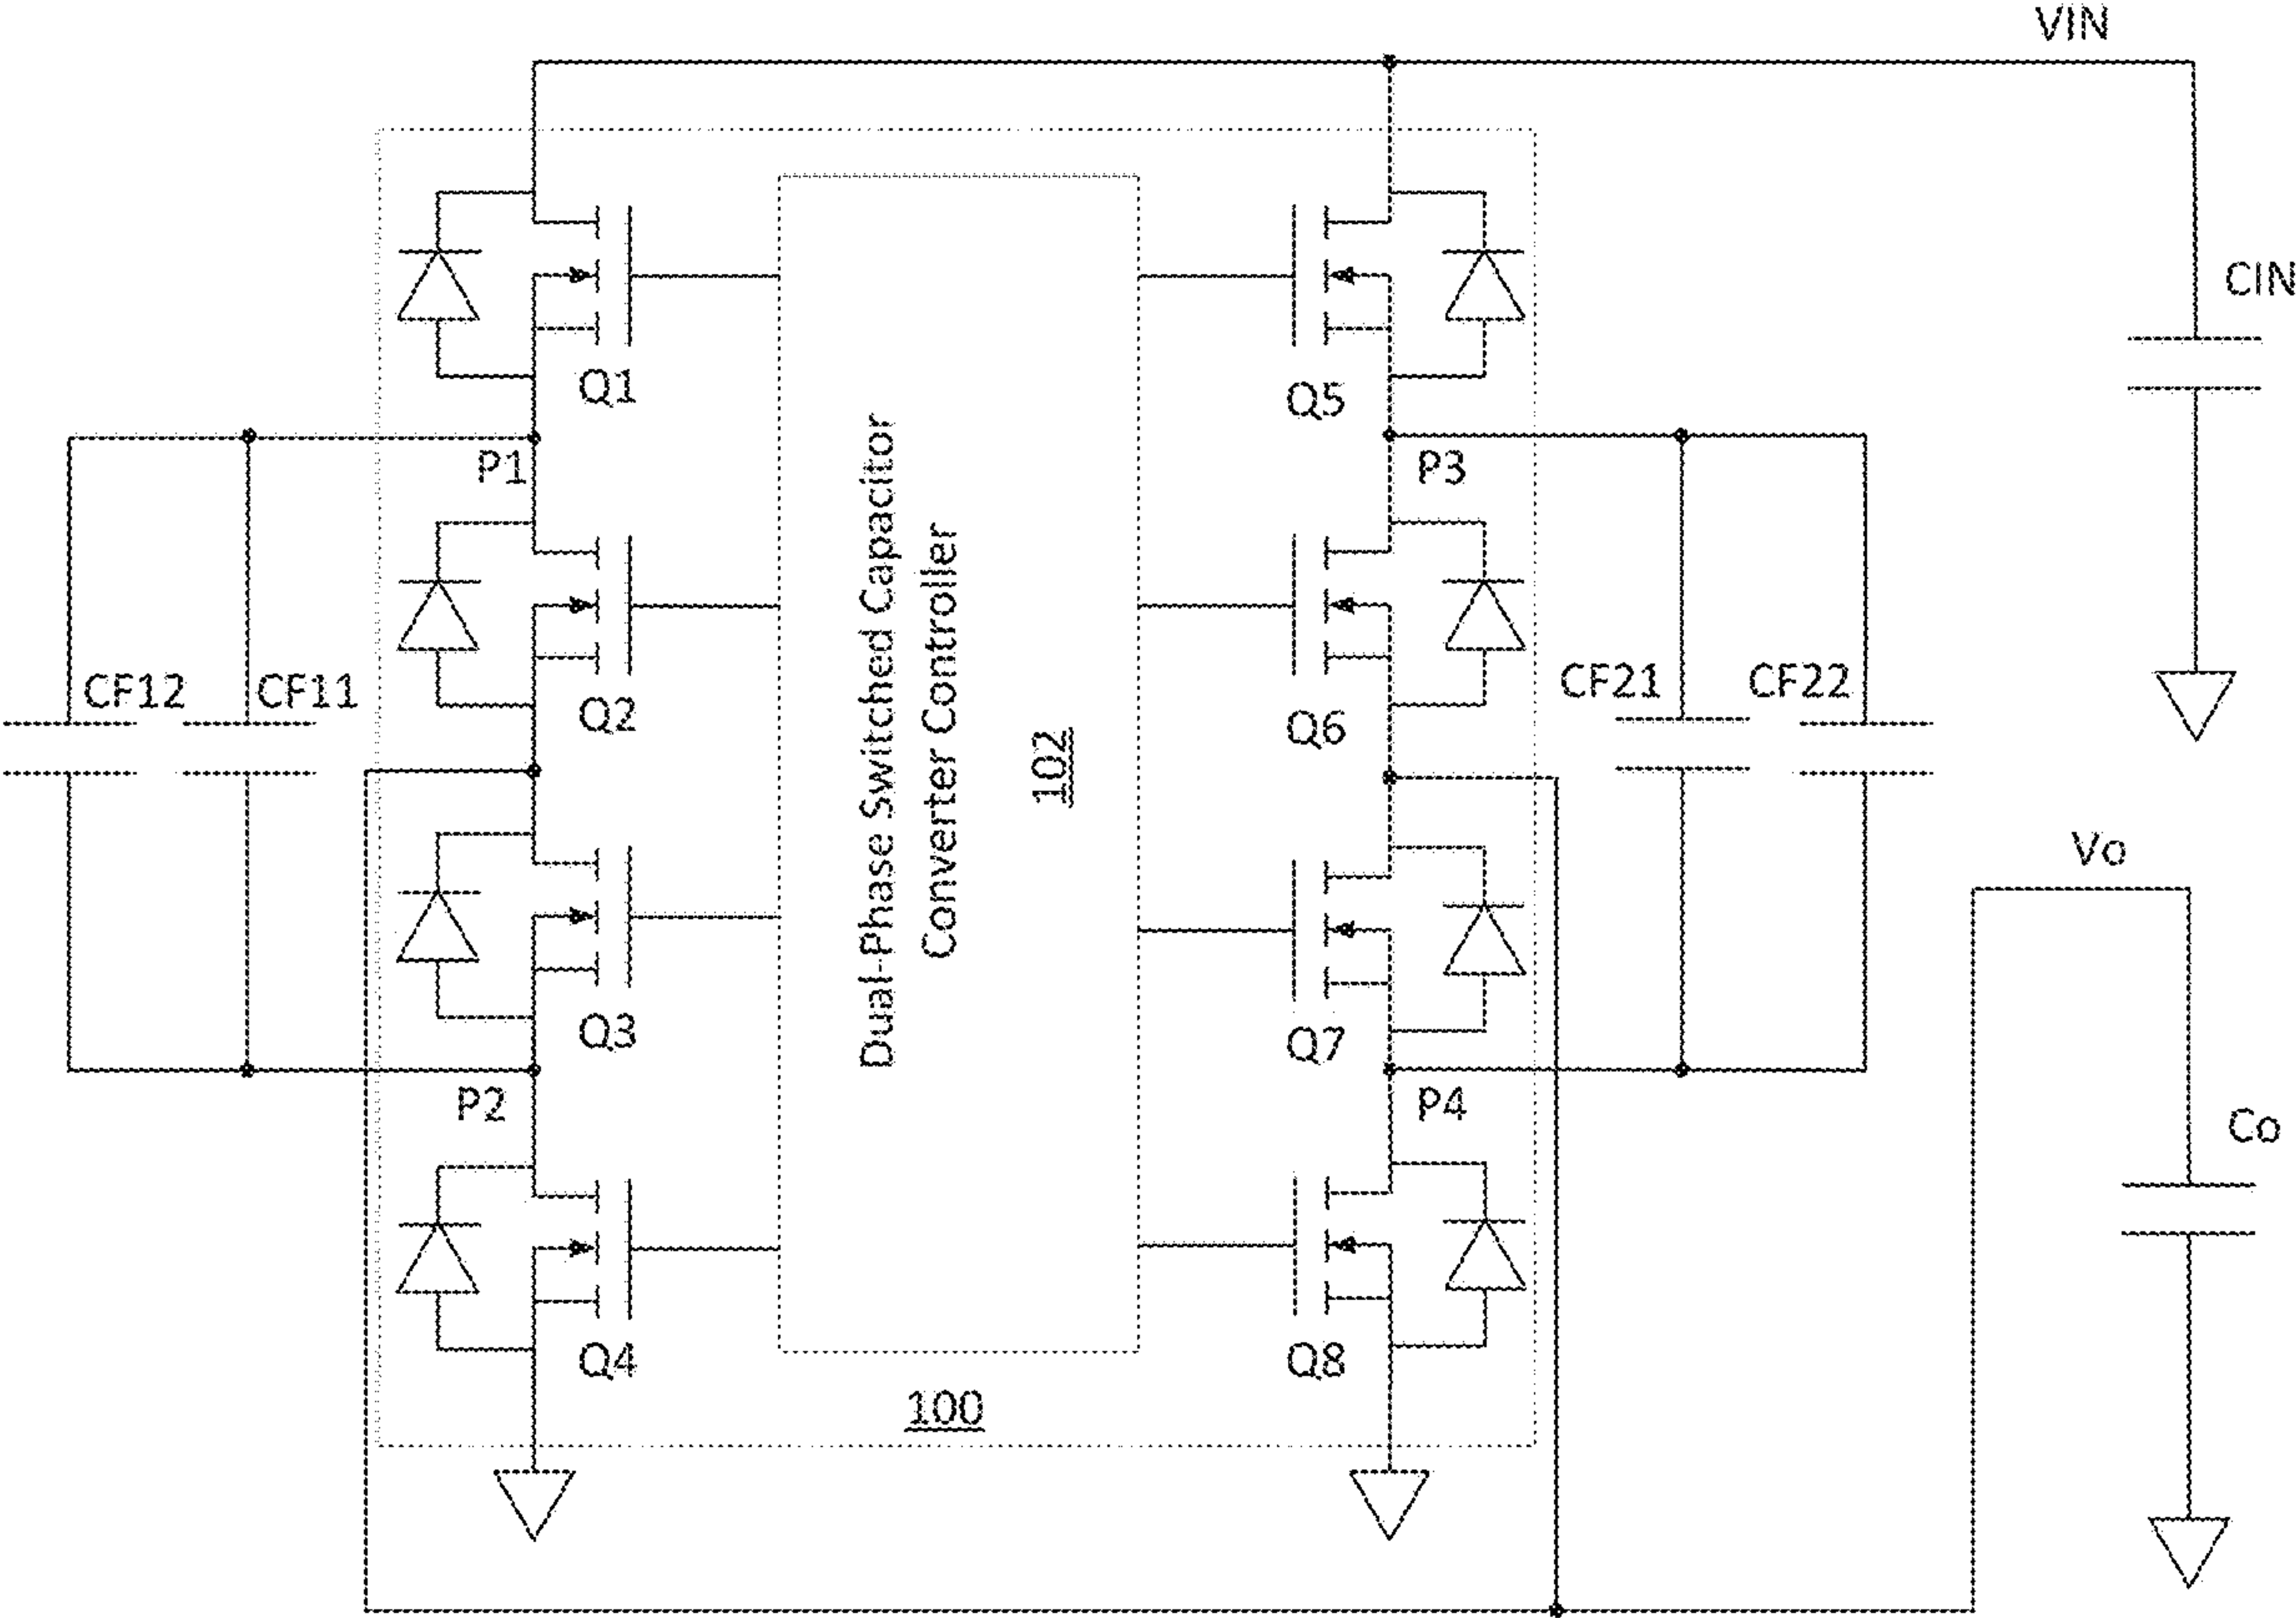 VIN
CIN
Q1
Q5
P1
P3
Dual-Phase Switched Capacitor
Converter Controller
102
CF12
CF11
Q2
Q6
CF21
CF22
Vo
Q3
Q7
P2
P4
Co
Q4
Q8
100